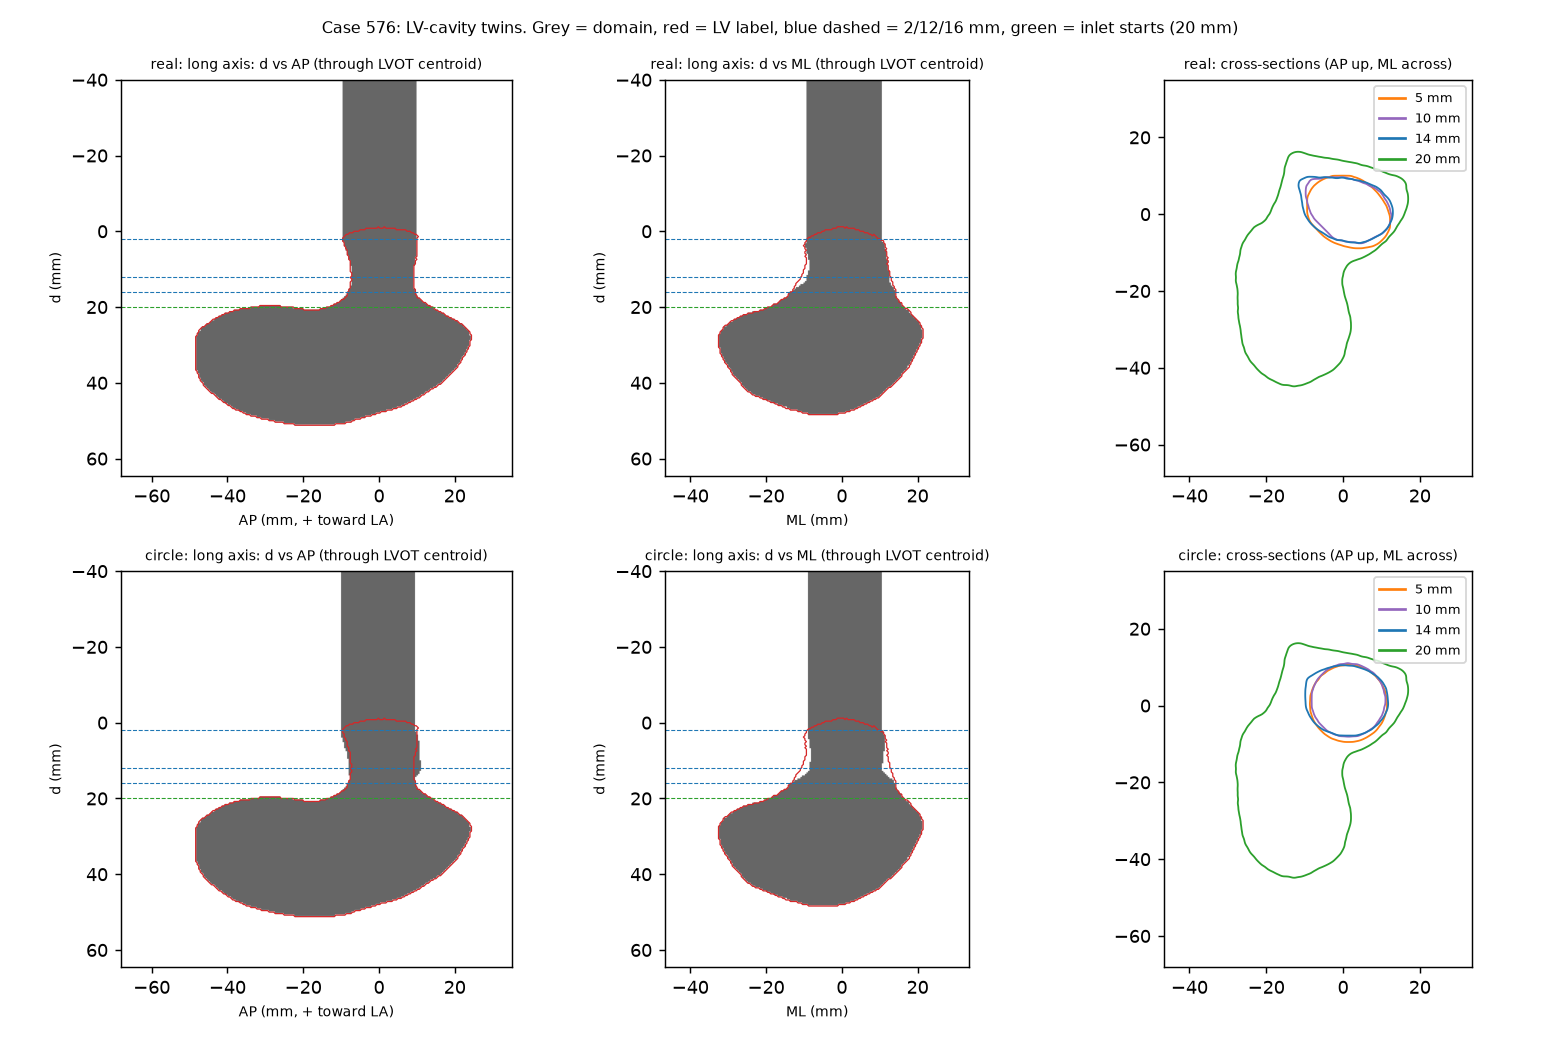 Case 576: LV-cavity twins. Grey = domain, red = LV label, blue dashed = 2/12/16 mm, green = inlet starts (20 mm)
real: long axis: d vs AP (through LVOT centroid)
−40
−20
0
20
40
60
d (mm)
−60 −40 −20 0 20
AP (mm, + toward LA)
real: long axis: d vs ML (through LVOT centroid)
−40
−20
0
20
40
60
d (mm)
−40 −20 0 20
ML (mm)
real: cross-sections (AP up, ML across)
5 mm
10 mm
14 mm
20 mm
20
0
−20
−40
−60
−40 −20 0 20
circle: long axis: d vs AP (through LVOT centroid)
−40
−20
0
20
40
60
d (mm)
−60 −40 −20 0 20
AP (mm, + toward LA)
circle: long axis: d vs ML (through LVOT centroid)
−40
−20
0
20
40
60
d (mm)
−40 −20 0 20
ML (mm)
circle: cross-sections (AP up, ML across)
5 mm
10 mm
14 mm
20 mm
20
0
−20
−40
−60
−40 −20 0 20